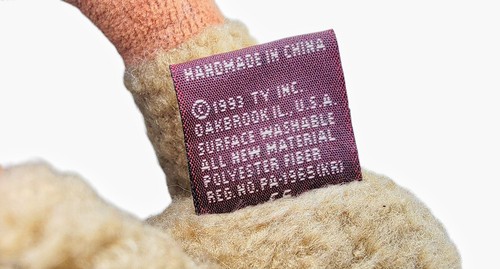 HANDMADE IN CHINA
©1993 TY INC.
OAKBROOK IL, U.S.A.
SURFACE WASHABLE
ALL NEW MATERIAL
POLYESTER FIBER
REG. NO. PA-1965(KR)